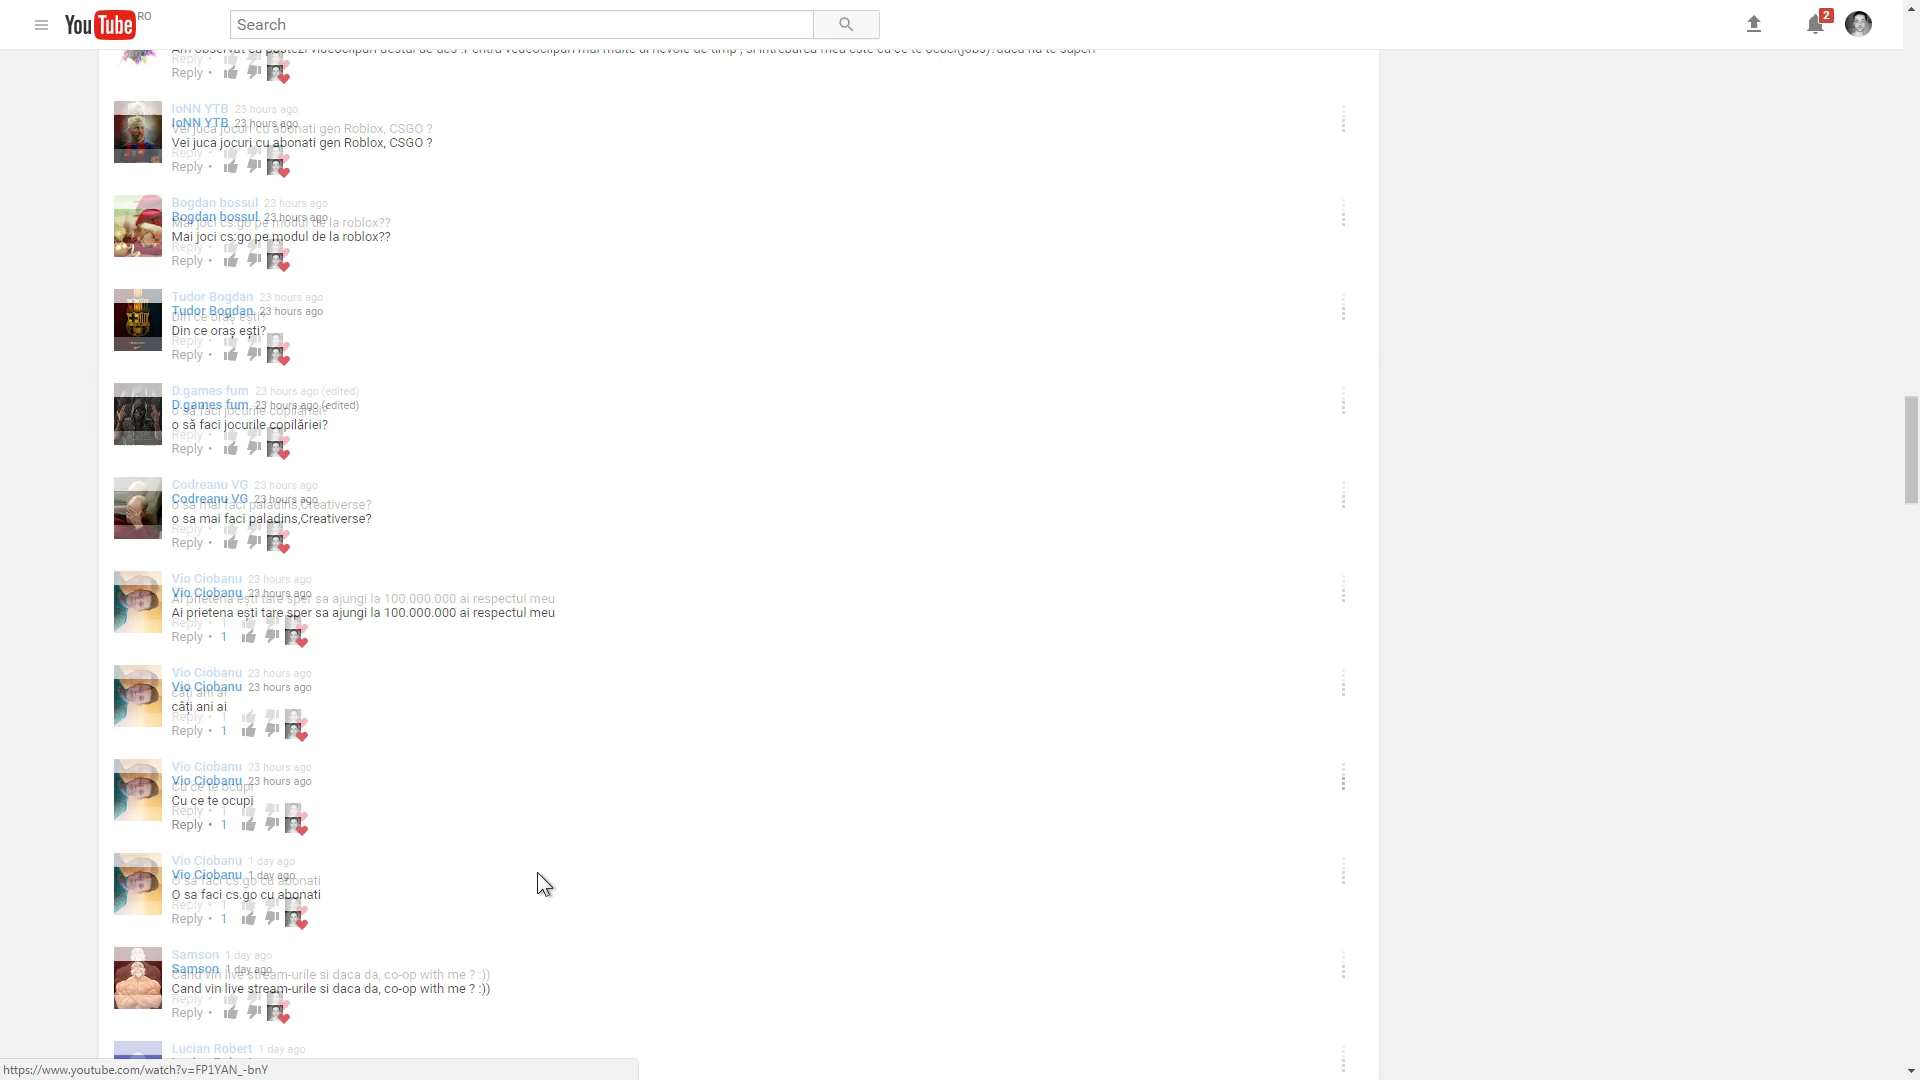 YouTube RO
Search
2
Reply •
IoNN YTB 23 hours ago
Vei juca jocuri cu abonati gen Roblox, CSGO ?
Reply •
Bogdan bossul 23 hours ago
Mai joci cs:go pe modul de la roblox??
Reply •
Tudor Bogdan 23 hours ago
Din ce oraș ești?
Reply •
D.games fum 23 hours ago (edited)
o să faci jocurile copilăriei?
Reply •
Codreanu VG 23 hours ago
o sa mai faci paladins,Creativerse?
Reply •
Vio Ciobanu 23 hours ago
Ai prietena ești tare sper sa ajungi la 100.000.000 ai respectul meu
Reply • 1
Vio Ciobanu 23 hours ago
câți ani ai
Reply • 1
Vio Ciobanu 23 hours ago
Cu ce te ocupi
Reply • 1
Vio Ciobanu 1 day ago
O sa faci cs.go cu abonati
Reply • 1
Samson 1 day ago
Cand vin live stream-urile si daca da, co-op with me ? :))
Reply •
Lucian Robert 1 day ago
https://www.youtube.com/watch?v=FP1YAN_-bnY